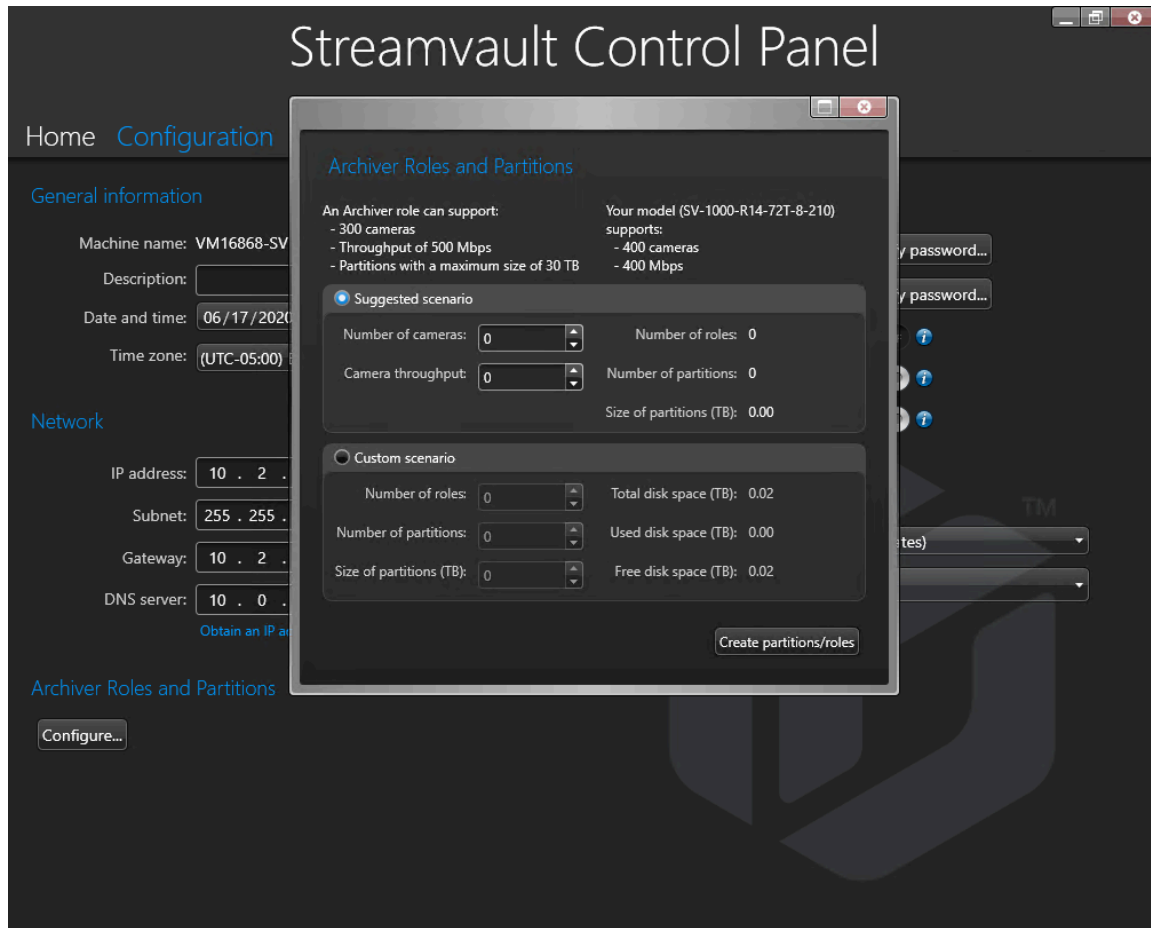 Streamvault Control Panel
Home Configuration
General information
Machine name: VM16868-SV
Description:
Date and time: 06/17/2020
Time zone: (UTC-05:00)
Network
IP address: 10 . 2 .
Subnet: 255 . 255 .
Gateway: 10 . 2 .
DNS server: 10 . 0 .
Obtain an IP
Archiver Roles and Partitions
Configure...
Archiver Roles and Partitions
An Archiver role can support:
- 300 cameras
- Throughput of 500 Mbps
- Partitions with a maximum size of 30 TB
Your model (SV-1000-R14-72T-8-210)
supports:
- 400 cameras
- 400 Mbps
Suggested scenario
Number of cameras: 0
Camera throughput: 0
Number of roles: 0
Number of partitions: 0
Size of partitions (TB): 0.00
Custom scenario
Number of roles: 0
Number of partitions: 0
Size of partitions (TB): 0
Total disk space (TB): 0.02
Used disk space (TB): 0.00
Free disk space (TB): 0.02
Create partitions/roles
y password...
y password...
tes)
TM